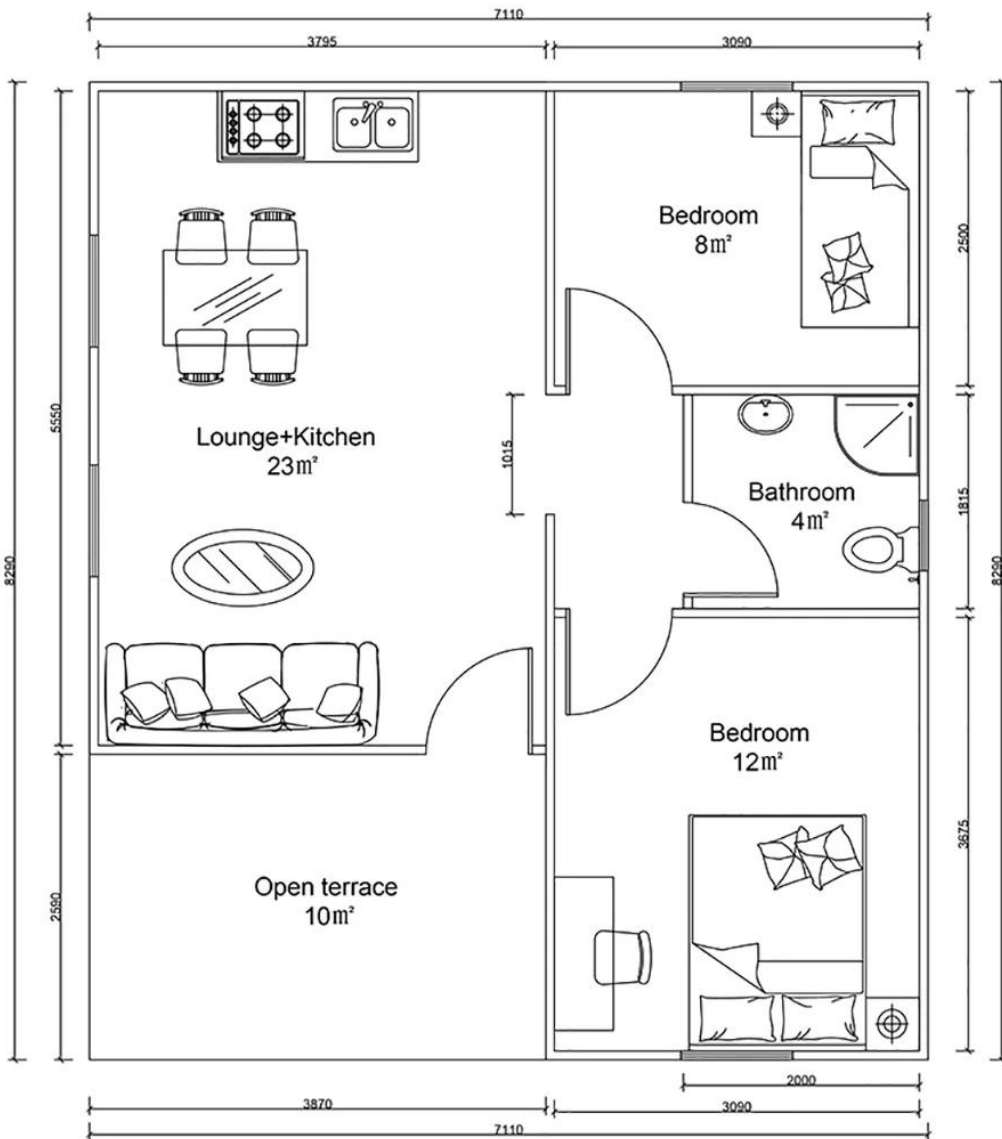 7110
3795
3090
Bedroom
8m²
2500
5550
Lounge+Kitchen
23m²
1015
Bathroom
4m²
1815
8290
8290
Bedroom
12m²
3675
Open terrace
10m²
2590
2000
3870
3090
7110